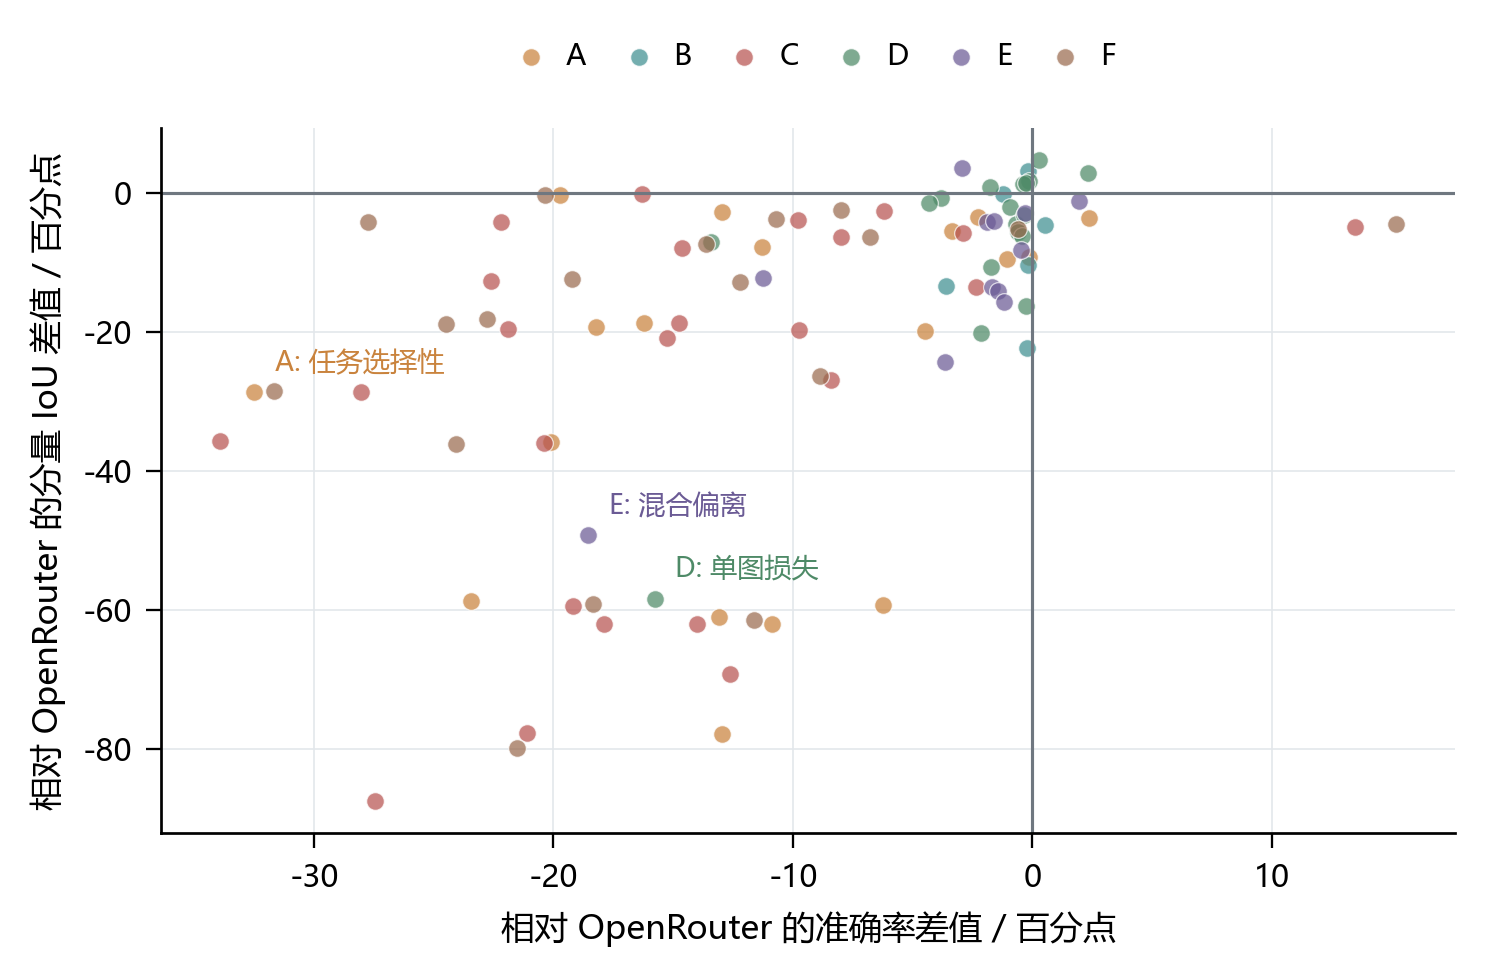 A B C D E F
相对 OpenRouter 的分量 IoU 差值 / 百分点
0
-20
A: 任务选择性
-40
E: 混合偏离
D: 单图损失
-60
-80
-30 -20 -10 0 10
相对 OpenRouter 的准确率差值 / 百分点